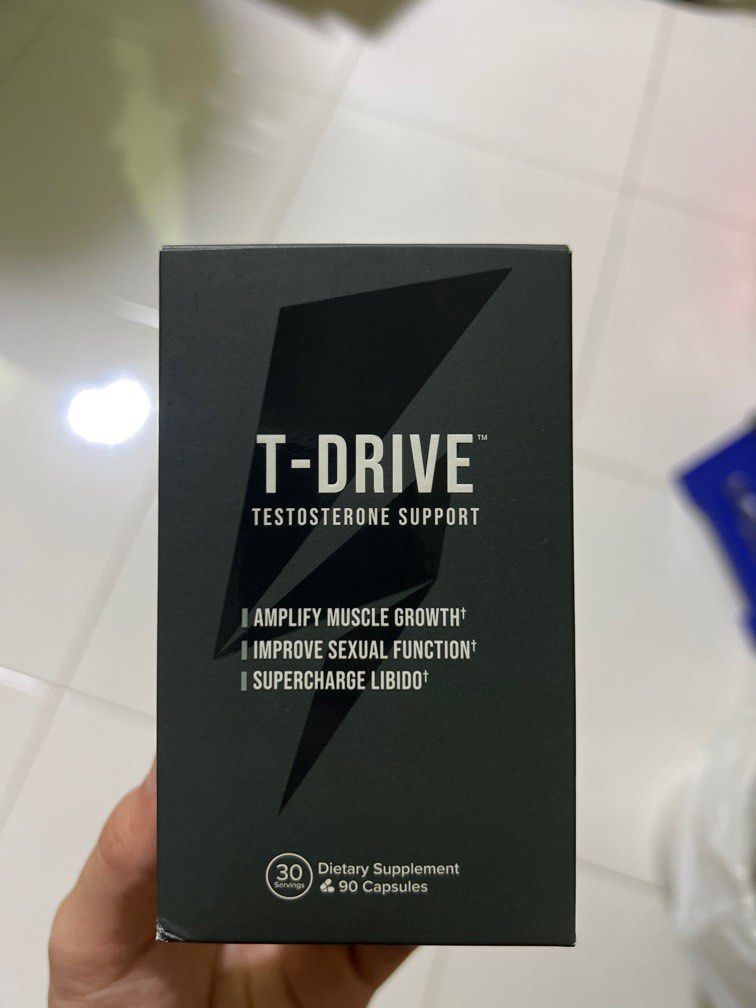 T-DRIVE™
TESTOSTERONE SUPPORT
AMPLIFY MUSCLE GROWTH†
IMPROVE SEXUAL FUNCTION†
SUPERCHARGE LIBIDO†
30 Servings
Dietary Supplement
90 Capsules